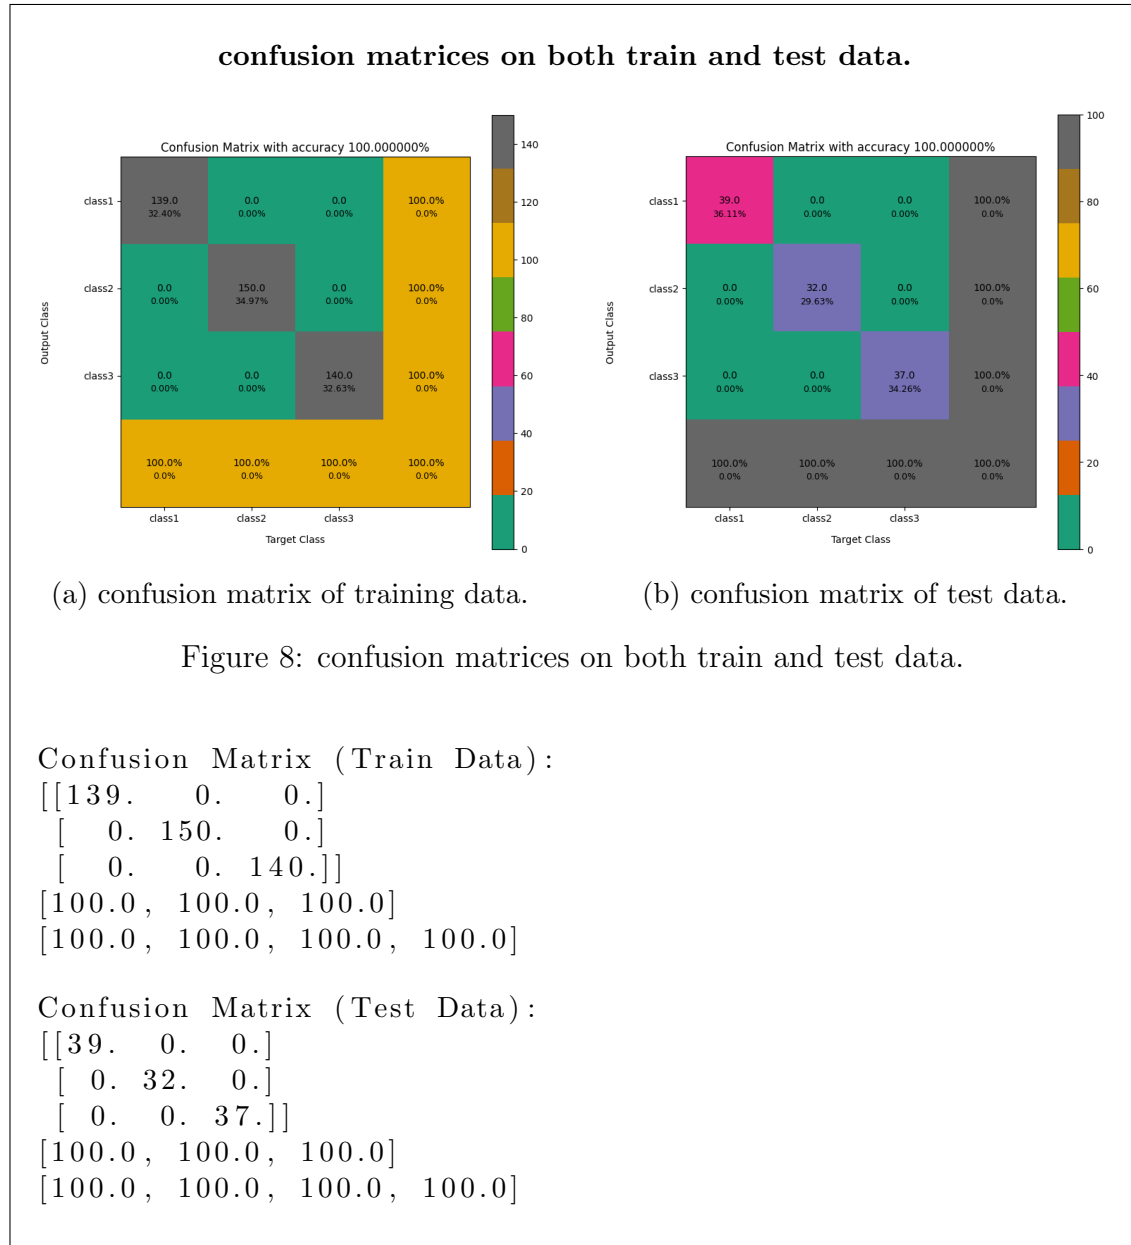 confusion matrices on both train and test data.
Confusion Matrix with accuracy 100.000000%
class1
139.0
32.40%
0.0
0.00%
0.0
0.00%
100.0%
0.0%
class2
0.0
0.00%
150.0
34.97%
0.0
0.00%
100.0%
0.0%
class3
0.0
0.00%
0.0
0.00%
140.0
32.63%
100.0%
0.0%
100.0%
0.0%
100.0%
0.0%
100.0%
0.0%
100.0%
0.0%
class1 class2 class3
Target Class
Output Class
140
120
100
80
60
40
20
0
Confusion Matrix with accuracy 100.000000%
class1
39.0
36.11%
0.0
0.00%
0.0
0.00%
100.0%
0.0%
class2
0.0
0.00%
32.0
29.63%
0.0
0.00%
100.0%
0.0%
class3
0.0
0.00%
0.0
0.00%
37.0
34.26%
100.0%
0.0%
100.0%
0.0%
100.0%
0.0%
100.0%
0.0%
100.0%
0.0%
class1 class2 class3
Target Class
Output Class
100
80
60
40
20
0
(a) confusion matrix of training data.
(b) confusion matrix of test data.
Figure 8: confusion matrices on both train and test data.
Confusion Matrix (Train Data):
[[139. 0. 0.]
[ 0. 150. 0.]
[ 0. 0. 140.]]
[100.0, 100.0, 100.0]
[100.0, 100.0, 100.0, 100.0]
Confusion Matrix (Test Data):
[[39. 0. 0.]
[ 0. 32. 0.]
[ 0. 0. 37.]]
[100.0, 100.0, 100.0]
[100.0, 100.0, 100.0, 100.0]